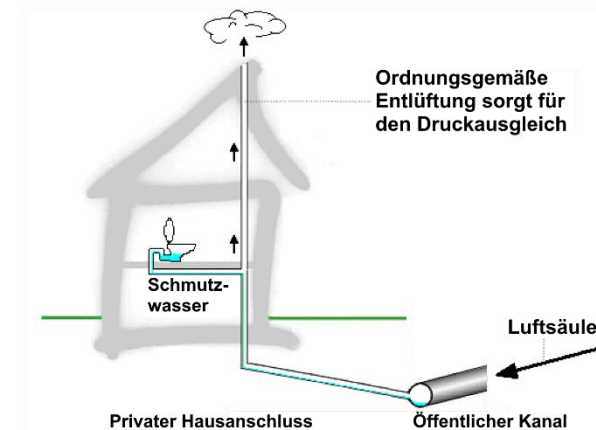 Ordnungsgemäße
Entlüftung sorgt für
den Druckausgleich
Schmutz-
wasser
Luftsäule
Privater Hausanschluss
Öffentlicher Kanal